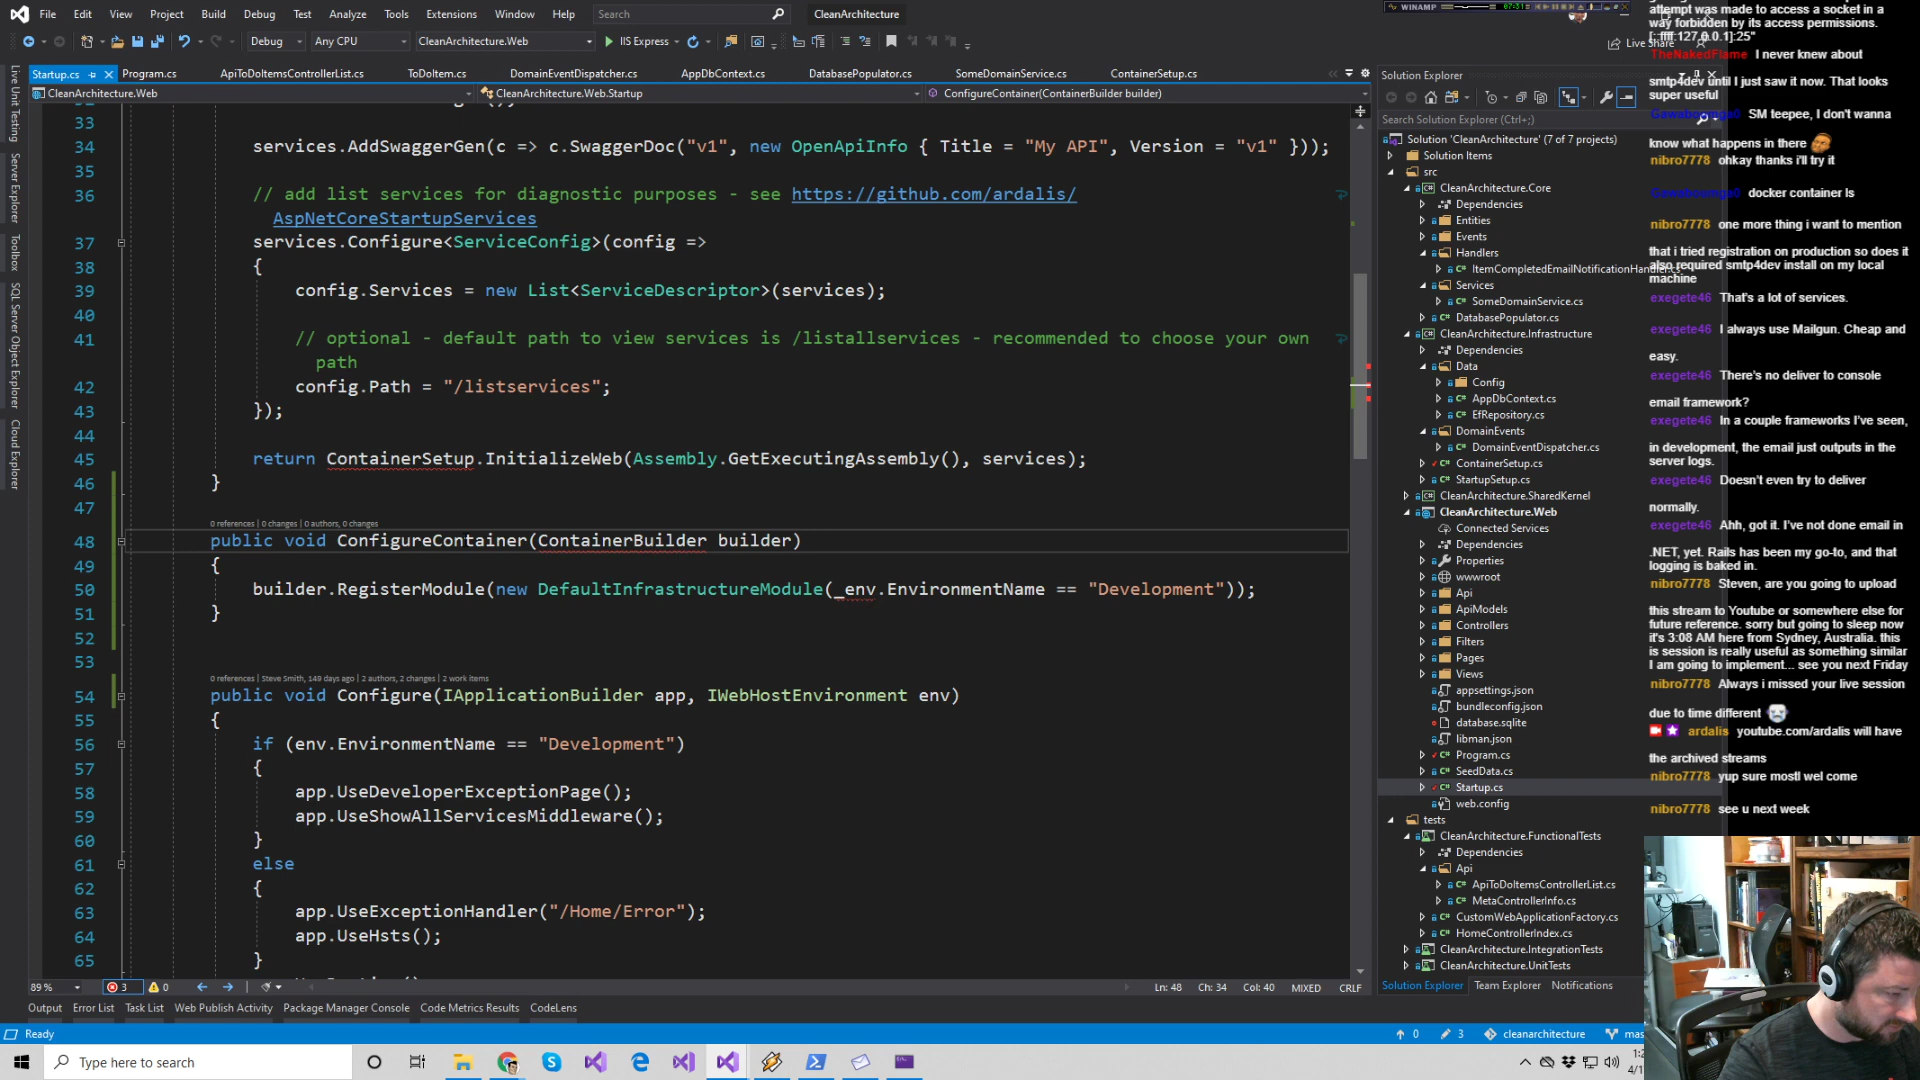 File Edit View Project Build Debug Test Analyze Tools Extensions Window Help Search CleanArchitecture
WINAMP 07:31
Debug Any CPU CleanArchitecture.Web IIS Express Live Share
Startup.cs Program.cs ApiToDoItemsControllerList.cs ToDoItem.cs DomainEventDispatcher.cs AppDbContext.cs DatabasePopulator.cs SomeDomainService.cs ContainerSetup.cs
CleanArchitecture.Web CleanArchitecture.Web.Startup ConfigureContainer(ContainerBuilder builder)
Live Unit Testing
Server Explorer
Toolbox
SQL Server Object Explorer
Cloud Explorer
33
34 services.AddSwaggerGen(c => c.SwaggerDoc("v1", new OpenApiInfo { Title = "My API", Version = "v1" }));
35
36 // add list services for diagnostic purposes - see https://github.com/ardalis/
AspNetCoreStartupServices
37 services.Configure<ServiceConfig>(config =>
38 {
39 config.Services = new List<ServiceDescriptor>(services);
40
41 // optional - default path to view services is /listallservices - recommended to choose your own
path
42 config.Path = "/listservices";
43 });
44
45 return ContainerSetup.InitializeWeb(Assembly.GetExecutingAssembly(), services);
46 }
47
0 references | 0 changes | 0 authors, 0 changes
48 public void ConfigureContainer(ContainerBuilder builder)
49 {
50 builder.RegisterModule(new DefaultInfrastructureModule(_env.EnvironmentName == "Development"));
51 }
52
53
0 references | Steve Smith, 149 days ago | 2 authors, 2 changes | 2 work items
54 public void Configure(IApplicationBuilder app, IWebHostEnvironment env)
55 {
56 if (env.EnvironmentName == "Development")
57 {
58 app.UseDeveloperExceptionPage();
59 app.UseShowAllServicesMiddleware();
60 }
61 else
62 {
63 app.UseExceptionHandler("/Home/Error");
64 app.UseHsts();
65 }
89 % 3 0 Ln: 48 Ch: 34 Col: 40 MIXED CRLF
Output Error List Task List Web Publish Activity Package Manager Console Code Metrics Results CodeLens
Solution Explorer
Search Solution Explorer (Ctrl+;)
Solution 'CleanArchitecture' (7 of 7 projects)
Solution Items
src
CleanArchitecture.Core
Dependencies
Entities
Events
Handlers
ItemCompletedEmailNotificationHandler.cs
Services
SomeDomainService.cs
DatabasePopulator.cs
CleanArchitecture.Infrastructure
Dependencies
Data
Config
AppDbContext.cs
EfRepository.cs
DomainEvents
DomainEventDispatcher.cs
ContainerSetup.cs
StartupSetup.cs
CleanArchitecture.SharedKernel
CleanArchitecture.Web
Connected Services
Dependencies
Properties
wwwroot
Api
ApiModels
Controllers
Filters
Pages
Views
appsettings.json
bundleconfig.json
database.sqlite
libman.json
Program.cs
SeedData.cs
Startup.cs
web.config
tests
CleanArchitecture.FunctionalTests
Dependencies
Api
ApiToDoItemsControllerList.cs
MetaControllerInfo.cs
CustomWebApplicationFactory.cs
HomeControllerIndex.cs
CleanArchitecture.IntegrationTests
CleanArchitecture.UnitTests
Solution Explorer Team Explorer Notifications
attempt was made to access a socket in a
way forbidden by its access permissions.
[::ffff:127.0.0.1]:25"
TheNakedFlame I never knew about
smtp4dev until I just saw it now. That looks
super useful
SM teepee, I don't wanna
know what happens in there
nibro7778 ohkay thanks i'll try it
docker container ls
nibro7778 one more thing i want to mention
that i tried registration on production so does it
also required smtp4dev install on my local
machine
exegete46 That's a lot of services.
exegete46 I always use Mailgun. Cheap and
easy.
exegete46 There's no deliver to console
email framework?
exegete46 In a couple frameworks I've seen,
in development, the email just outputs in the
server logs.
exegete46 Doesn't even try to deliver
normally.
exegete46 Ahh, got it. I've not done email in
.NET, yet. Rails has been my go-to, and that
logging is baked in.
nibro7778 Steven, are you going to upload
this stream to Youtube or somewhere else for
future reference. sorry but going to sleep now
it's 3:08 AM here from Sydney, Australia. this
is session is really useful as something similar
I am going to implement... see you next Friday
nibro7778 Always i missed your live session
due to time different
ardalis youtube.com/ardalis will have
the archived streams
nibro7778 yup sure mostl wel come
nibro7778 see u next week
Ready 0 3 cleanarchitecture
Type here to search